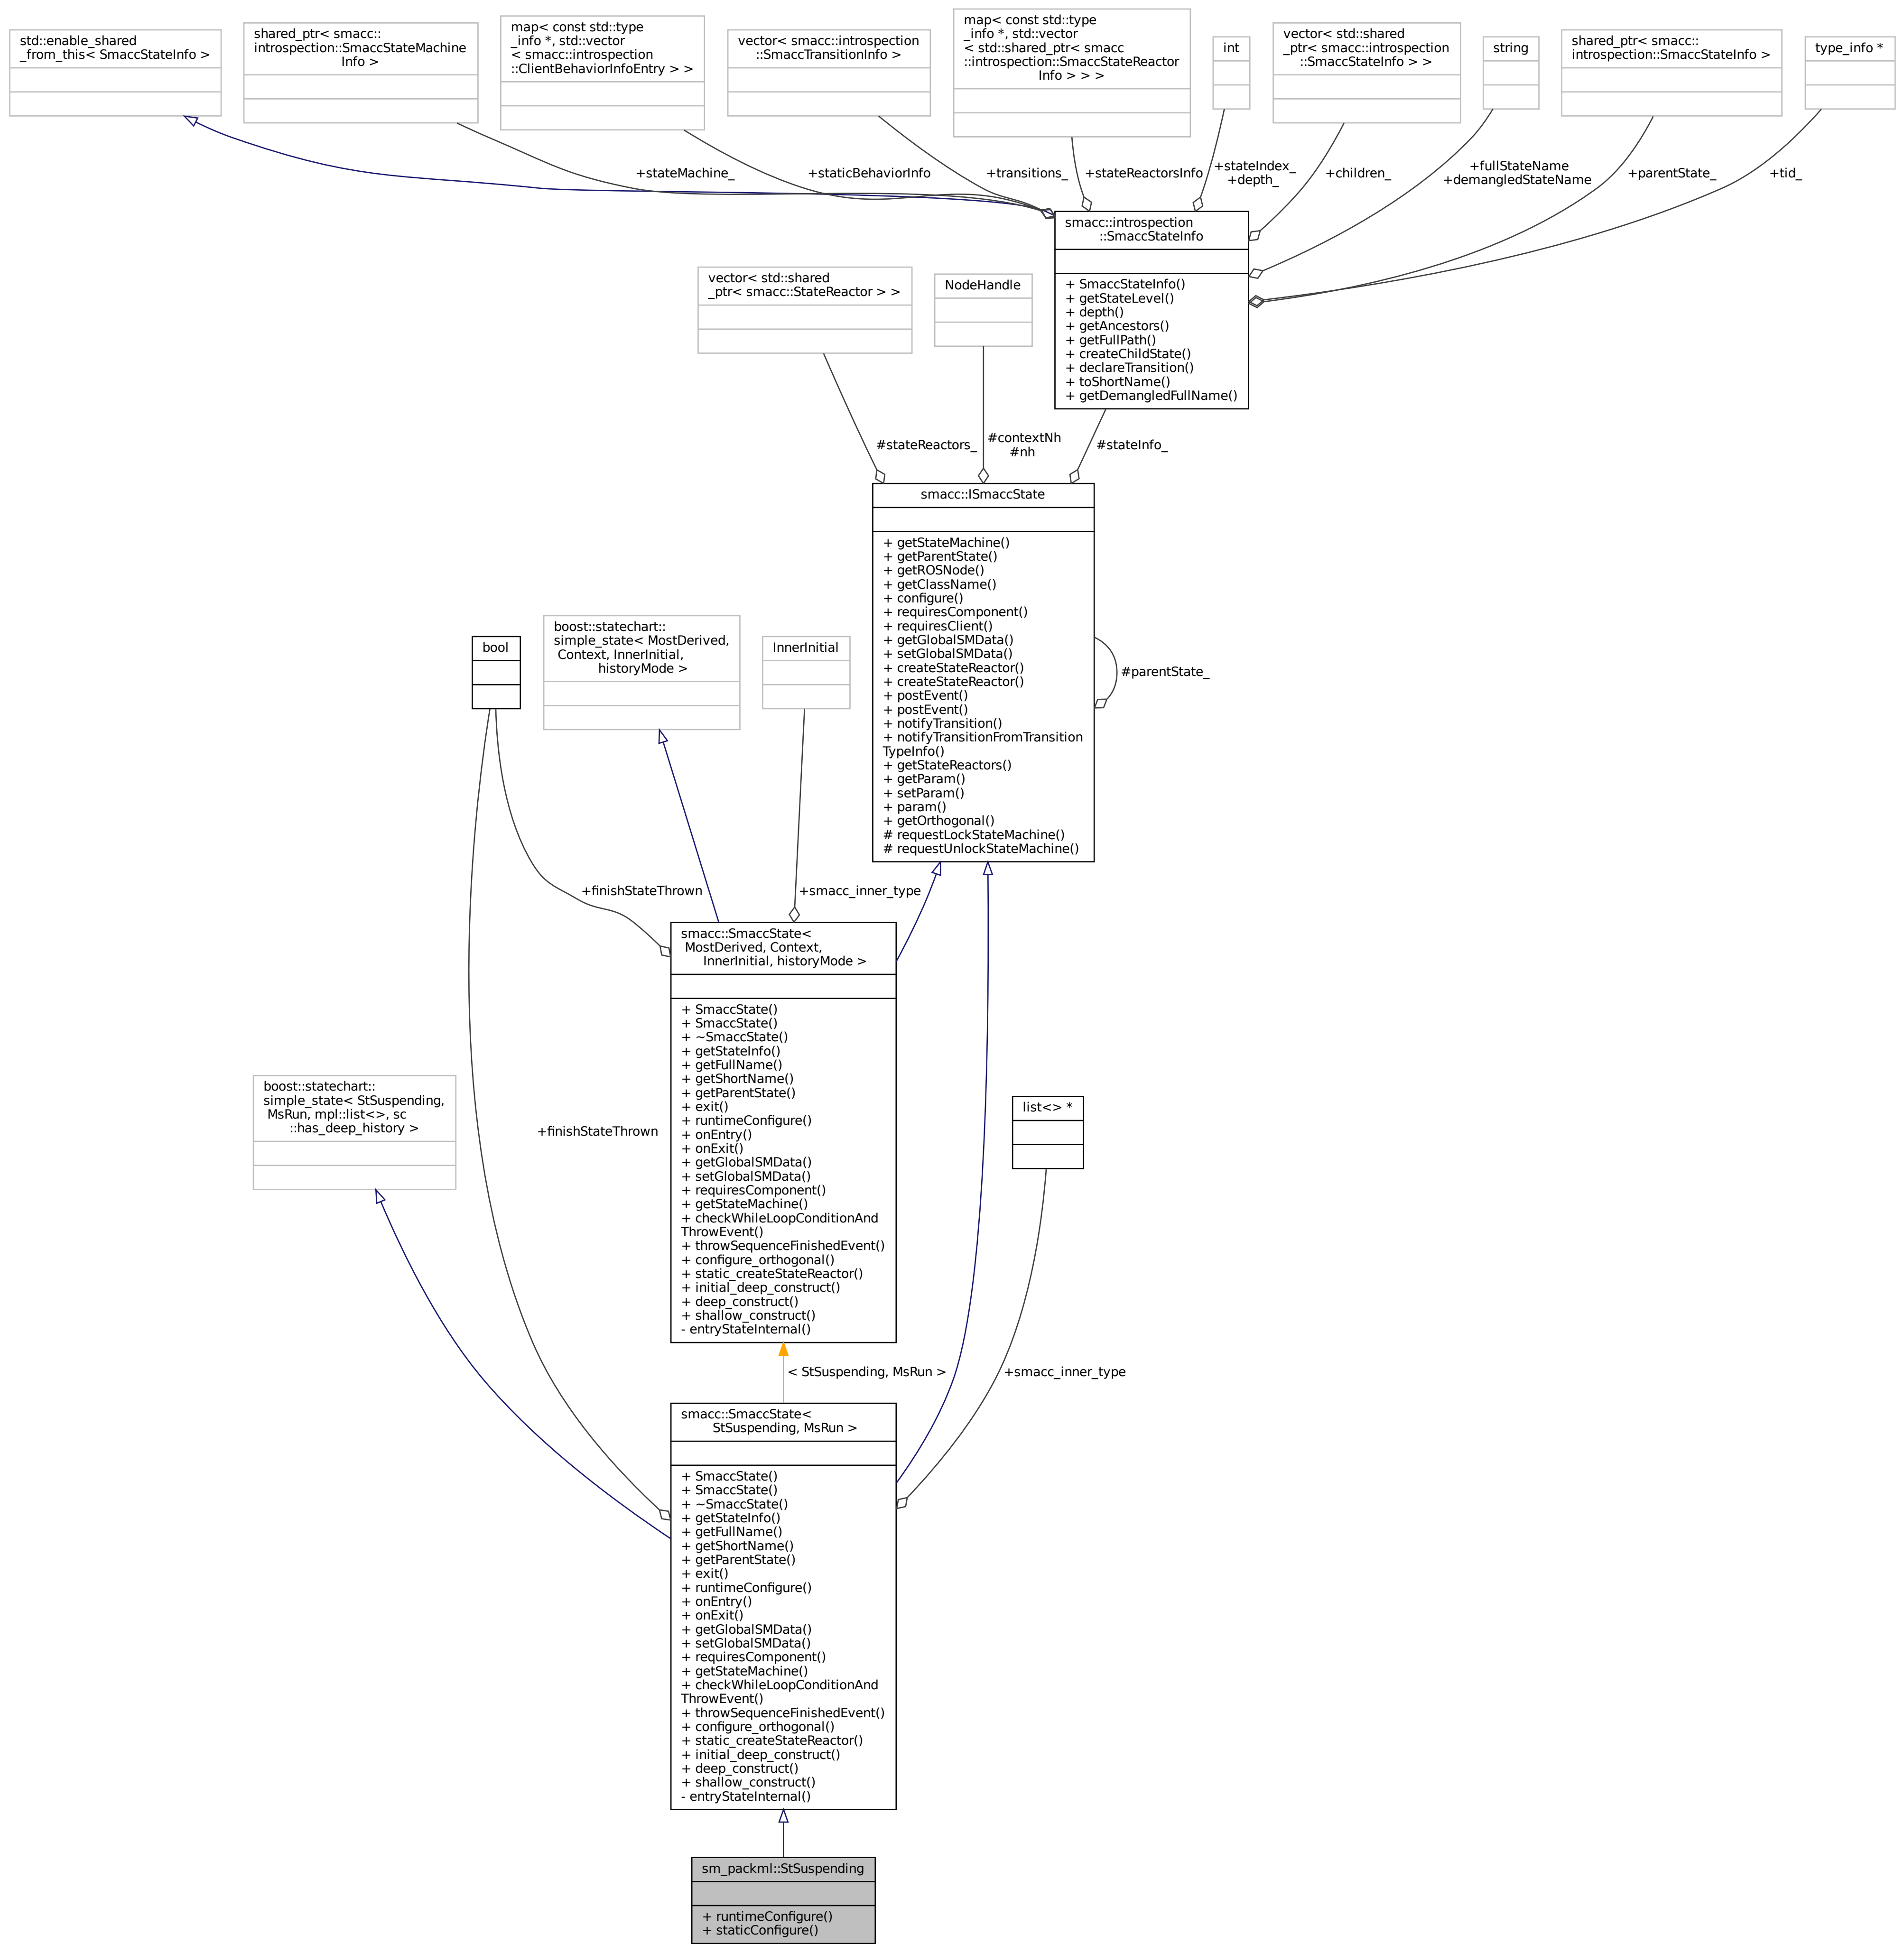 std::enable_shared
_from_this< SmaccStateInfo >
shared_ptr< smacc::
introspection::SmaccStateMachine
Info >
map< const std::type
_info *, std::vector
< smacc::introspection
::ClientBehaviorInfoEntry > >
vector< smacc::introspection
::SmaccTransitionInfo >
map< const std::type
_info *, std::vector
< std::shared_ptr< smacc
::introspection::SmaccStateReactor
Info > > >
int
vector< std::shared
_ptr< smacc::introspection
::SmaccStateInfo > >
string
shared_ptr< smacc::
introspection::SmaccStateInfo >
type_info *
+stateMachine_
+staticBehaviorInfo
+transitions_
+stateReactorsInfo
+stateIndex_
+depth_
+children_
+fullStateName
+demangledStateName
+parentState_
+tid_
smacc::introspection
::SmaccStateInfo
+ SmaccStateInfo()
+ getStateLevel()
+ depth()
+ getAncestors()
+ getFullPath()
+ createChildState()
+ declareTransition()
+ toShortName()
+ getDemangledFullName()
vector< std::shared
_ptr< smacc::StateReactor > >
NodeHandle
#stateReactors_
#contextNh
#nh
#stateInfo_
smacc::ISmaccState
+ getStateMachine()
+ getParentState()
+ getROSNode()
+ getClassName()
+ configure()
+ requiresComponent()
+ requiresClient()
+ getGlobalSMData()
+ setGlobalSMData()
+ createStateReactor()
+ createStateReactor()
+ postEvent()
+ postEvent()
+ notifyTransition()
+ notifyTransitionFromTransition
TypeInfo()
+ getStateReactors()
+ getParam()
+ setParam()
+ param()
+ getOrthogonal()
# requestLockStateMachine()
# requestUnlockStateMachine()
#parentState_
bool
boost::statechart::
simple_state< MostDerived,
Context, InnerInitial,
historyMode >
InnerInitial
+finishStateThrown
+smacc_inner_type
smacc::SmaccState<
MostDerived, Context,
InnerInitial, historyMode >
+ SmaccState()
+ SmaccState()
+ ~SmaccState()
+ getStateInfo()
+ getFullName()
+ getShortName()
+ getParentState()
+ exit()
+ runtimeConfigure()
+ onEntry()
+ onExit()
+ getGlobalSMData()
+ setGlobalSMData()
+ requiresComponent()
+ getStateMachine()
+ checkWhileLoopConditionAnd
ThrowEvent()
+ throwSequenceFinishedEvent()
+ configure_orthogonal()
+ static_createStateReactor()
+ initial_deep_construct()
+ deep_construct()
+ shallow_construct()
- entryStateInternal()
boost::statechart::
simple_state< StSuspending,
MsRun, mpl::list<>, sc
::has_deep_history >
+finishStateThrown
list<> *
< StSuspending, MsRun >
+smacc_inner_type
smacc::SmaccState<
StSuspending, MsRun >
+ SmaccState()
+ SmaccState()
+ ~SmaccState()
+ getStateInfo()
+ getFullName()
+ getShortName()
+ getParentState()
+ exit()
+ runtimeConfigure()
+ onEntry()
+ onExit()
+ getGlobalSMData()
+ setGlobalSMData()
+ requiresComponent()
+ getStateMachine()
+ checkWhileLoopConditionAnd
ThrowEvent()
+ throwSequenceFinishedEvent()
+ configure_orthogonal()
+ static_createStateReactor()
+ initial_deep_construct()
+ deep_construct()
+ shallow_construct()
- entryStateInternal()
sm_packml::StSuspending
+ runtimeConfigure()
+ staticConfigure()